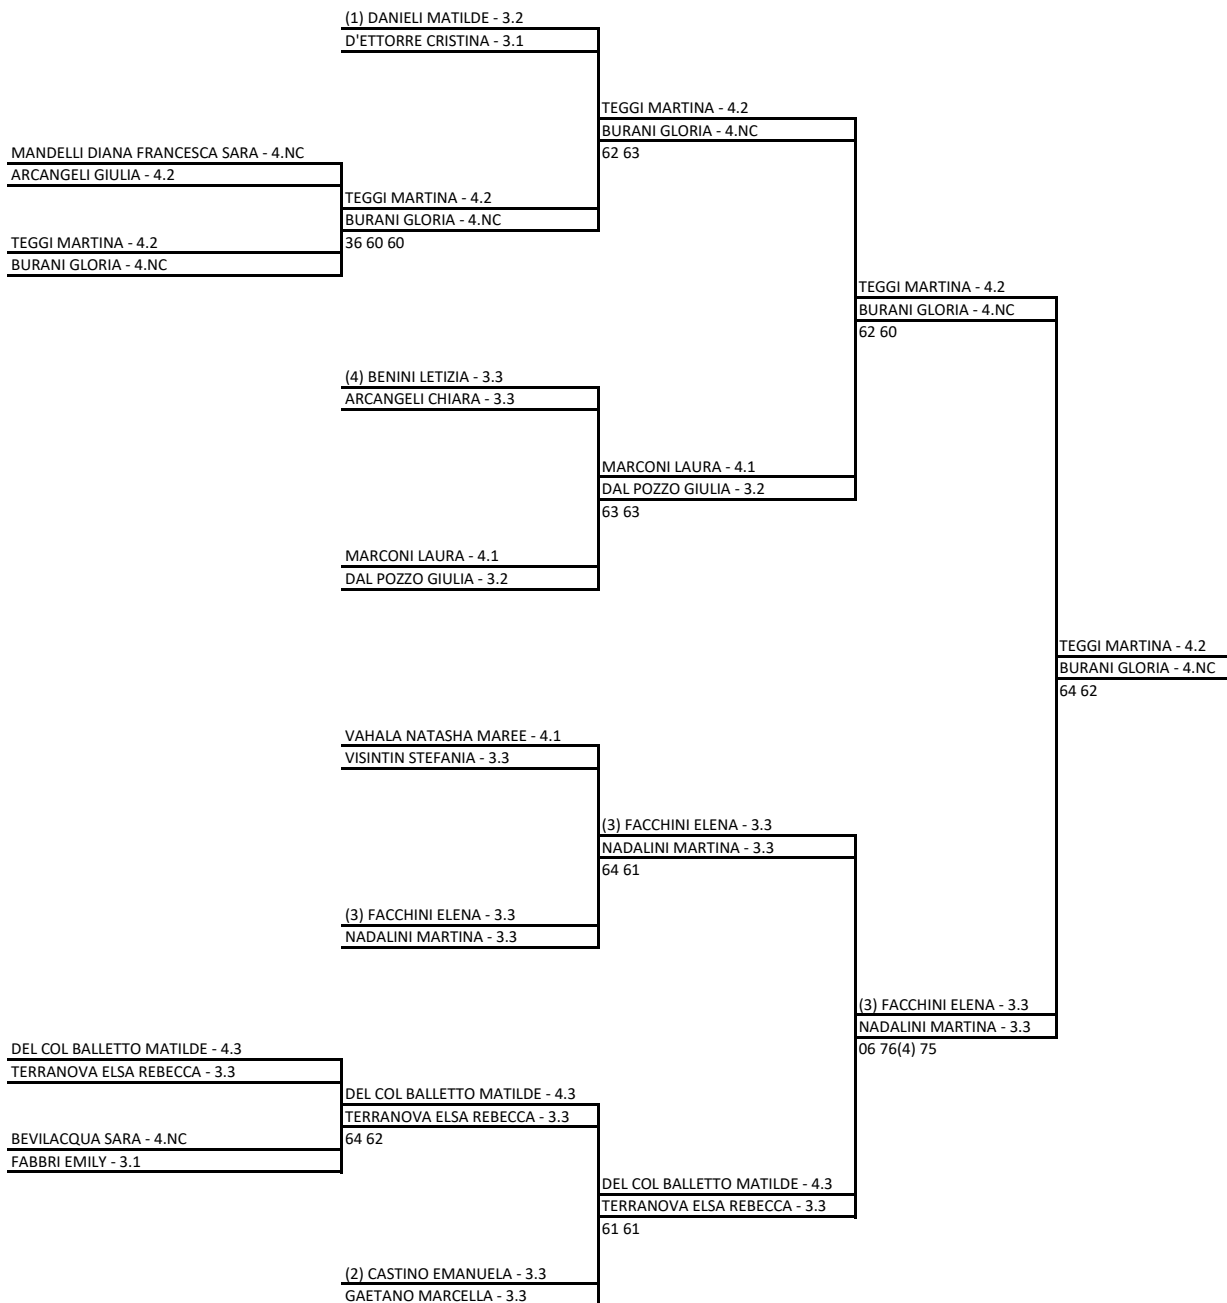 (1) DANIELI MATILDE - 3.2
D'ETTORRE CRISTINA - 3.1
TEGGI MARTINA - 4.2
BURANI GLORIA - 4.NC
62 63
MANDELLI DIANA FRANCESCA SARA - 4.NC
ARCANGELI GIULIA - 4.2
TEGGI MARTINA - 4.2
BURANI GLORIA - 4.NC
36 60 60
TEGGI MARTINA - 4.2
BURANI GLORIA - 4.NC
TEGGI MARTINA - 4.2
BURANI GLORIA - 4.NC
62 60
(4) BENINI LETIZIA - 3.3
ARCANGELI CHIARA - 3.3
MARCONI LAURA - 4.1
DAL POZZO GIULIA - 3.2
63 63
MARCONI LAURA - 4.1
DAL POZZO GIULIA - 3.2
TEGGI MARTINA - 4.2
BURANI GLORIA - 4.NC
64 62
VAHALA NATASHA MAREE - 4.1
VISINTIN STEFANIA - 3.3
(3) FACCHINI ELENA - 3.3
NADALINI MARTINA - 3.3
64 61
(3) FACCHINI ELENA - 3.3
NADALINI MARTINA - 3.3
(3) FACCHINI ELENA - 3.3
NADALINI MARTINA - 3.3
06 76(4) 75
DEL COL BALLETTO MATILDE - 4.3
TERRANOVA ELSA REBECCA - 3.3
DEL COL BALLETTO MATILDE - 4.3
TERRANOVA ELSA REBECCA - 3.3
64 62
BEVILACQUA SARA - 4.NC
FABBRI EMILY - 3.1
DEL COL BALLETTO MATILDE - 4.3
TERRANOVA ELSA REBECCA - 3.3
61 61
(2) CASTINO EMANUELA - 3.3
GAETANO MARCELLA - 3.3